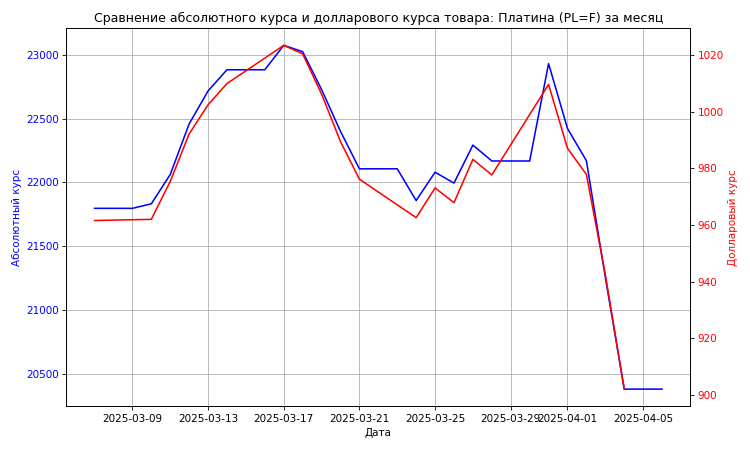 Сравнение абсолютного курса и долларового курса товара: Платина (PL=F) за месяц
Абсолютный курс
23000
22500
22000
21500
21000
20500
1020
1000
980
960
940
920
900
Долларовый курс
2025-03-09 2025-03-13 2025-03-17 2025-03-21 2025-03-25 2025-03-29 2025-04-01 2025-04-05
Дата